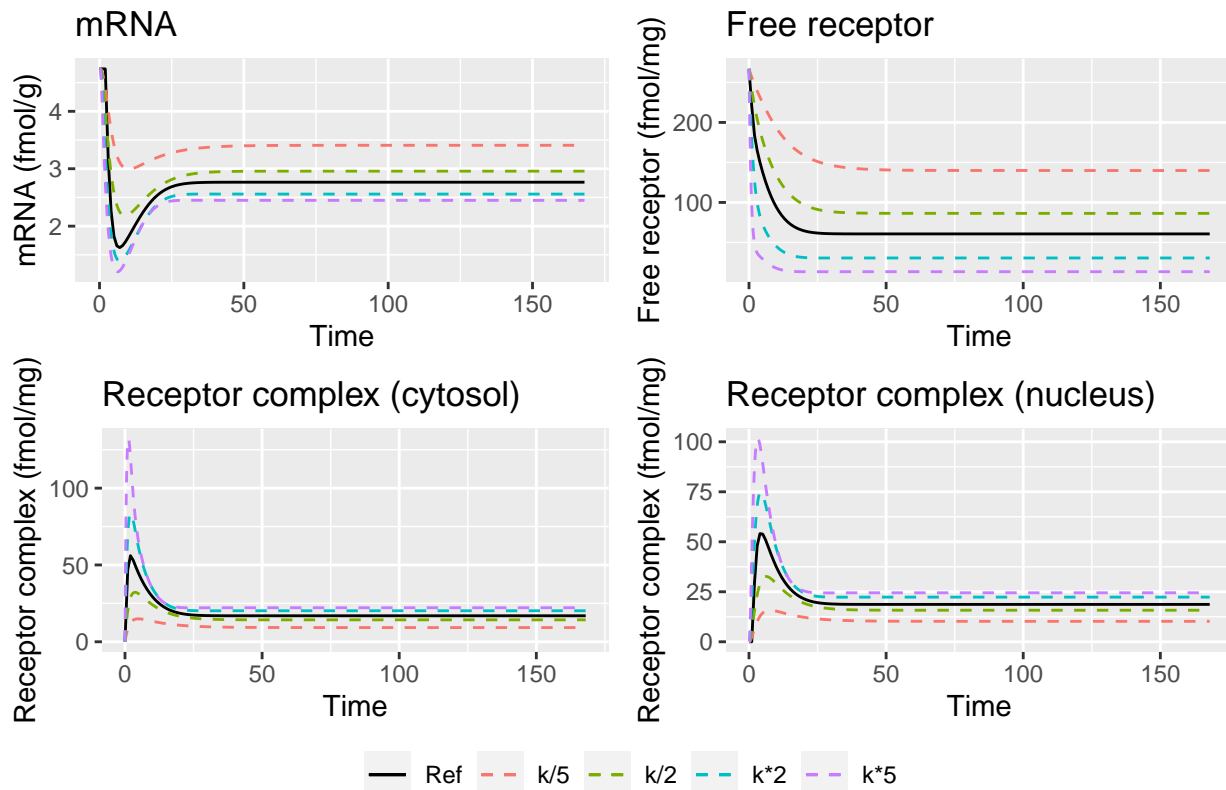 mRNA
mRNA (fmol/g)
4
3
2
0 50 100 150
Time
Free receptor
Free receptor (fmol/mg)
200
100
0 50 100 150
Time
Receptor complex (cytosol)
Receptor complex (fmol/mg)
100
50
0
0 50 100 150
Time
Receptor complex (nucleus)
Receptor complex (fmol/mg)
100
75
50
25
0
0 50 100 150
Time
Ref k/5 k/2 k*2 k*5